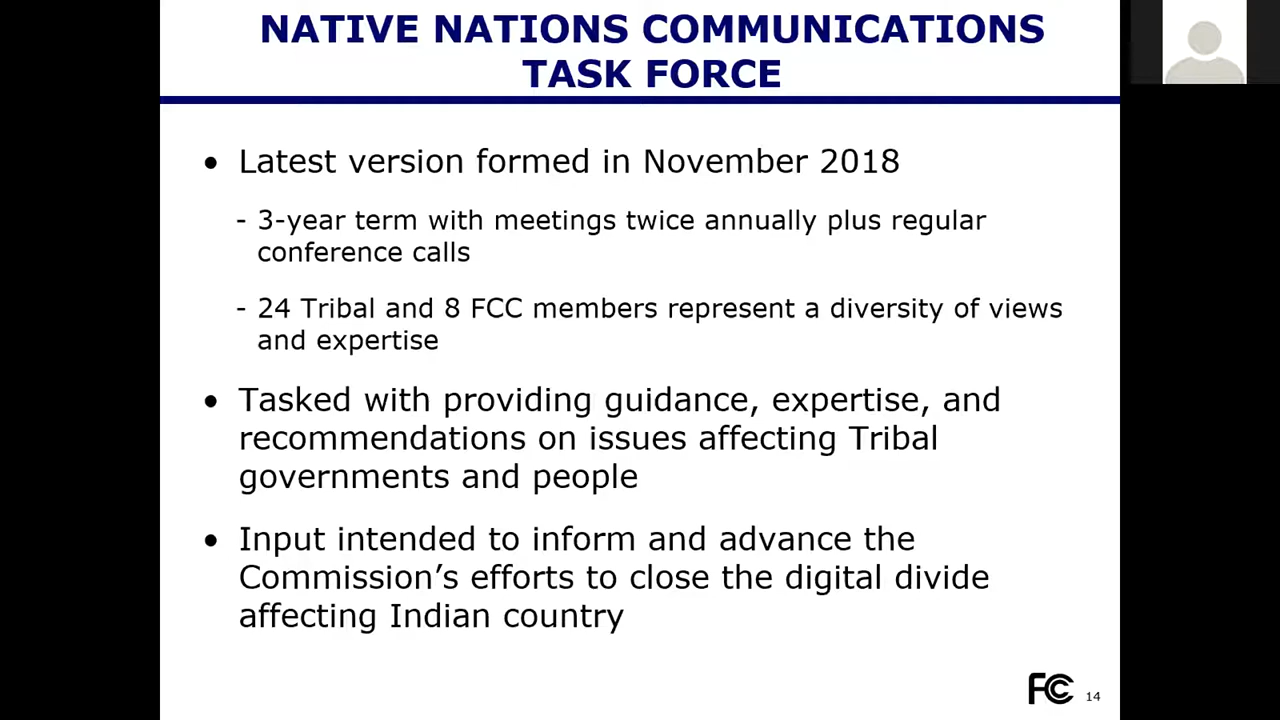 NATIVE NATIONS COMMUNICATIONS
TASK FORCE
• Latest version formed in November 2018
- 3-year term with meetings twice annually plus regular
conference calls
- 24 Tribal and 8 FCC members represent a diversity of views
and expertise
• Tasked with providing guidance, expertise, and
recommendations on issues affecting Tribal
governments and people
• Input intended to inform and advance the
Commission’s efforts to close the digital divide
affecting Indian country
FCC 14